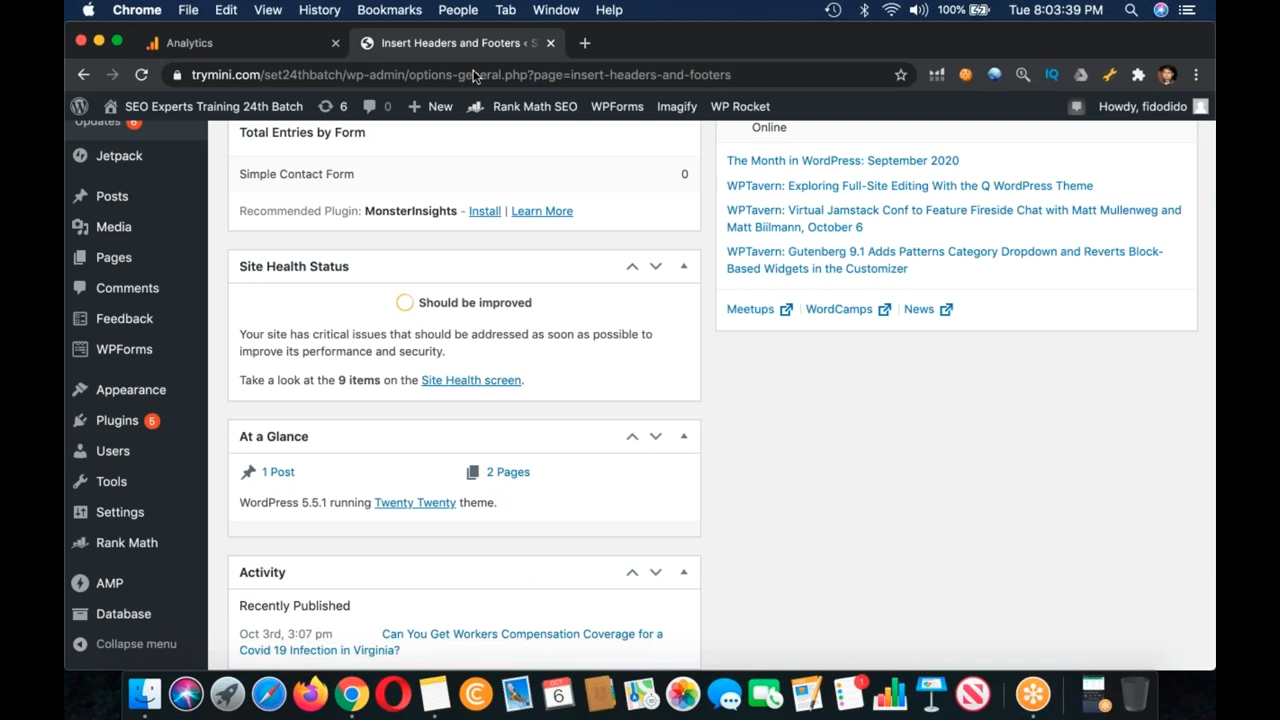 Chrome File Edit View History Bookmarks People Tab Window Help 100% Tue 8:03:39 PM
Analytics Insert Headers and Footers ‹ S
trymini.com/set24thbatch/wp-admin/options-general.php?page=insert-headers-and-footers
SEO Experts Training 24th Batch 6 0 New Rank Math SEO WPForms Imagify WP Rocket Howdy, fidodido
Updates 6
Jetpack
Posts
Media
Pages
Comments
Feedback
WPForms
Appearance
Plugins 5
Users
Tools
Settings
Rank Math
AMP
Database
Collapse menu
Total Entries by Form
Simple Contact Form 0
Recommended Plugin: MonsterInsights - Install | Learn More
Site Health Status
Should be improved
Your site has critical issues that should be addressed as soon as possible to
improve its performance and security.
Take a look at the 9 items on the Site Health screen.
At a Glance
1 Post 2 Pages
WordPress 5.5.1 running Twenty Twenty theme.
Activity
Recently Published
Oct 3rd, 3:07 pm Can You Get Workers Compensation Coverage for a
Covid 19 Infection in Virginia?
Online
The Month in WordPress: September 2020
WPTavern: Exploring Full-Site Editing With the Q WordPress Theme
WPTavern: Virtual Jamstack Conf to Feature Fireside Chat with Matt Mullenweg and
Matt Biilmann, October 6
WPTavern: Gutenberg 9.1 Adds Patterns Category Dropdown and Reverts Block-
Based Widgets in the Customizer
Meetups | WordCamps | News
6
1